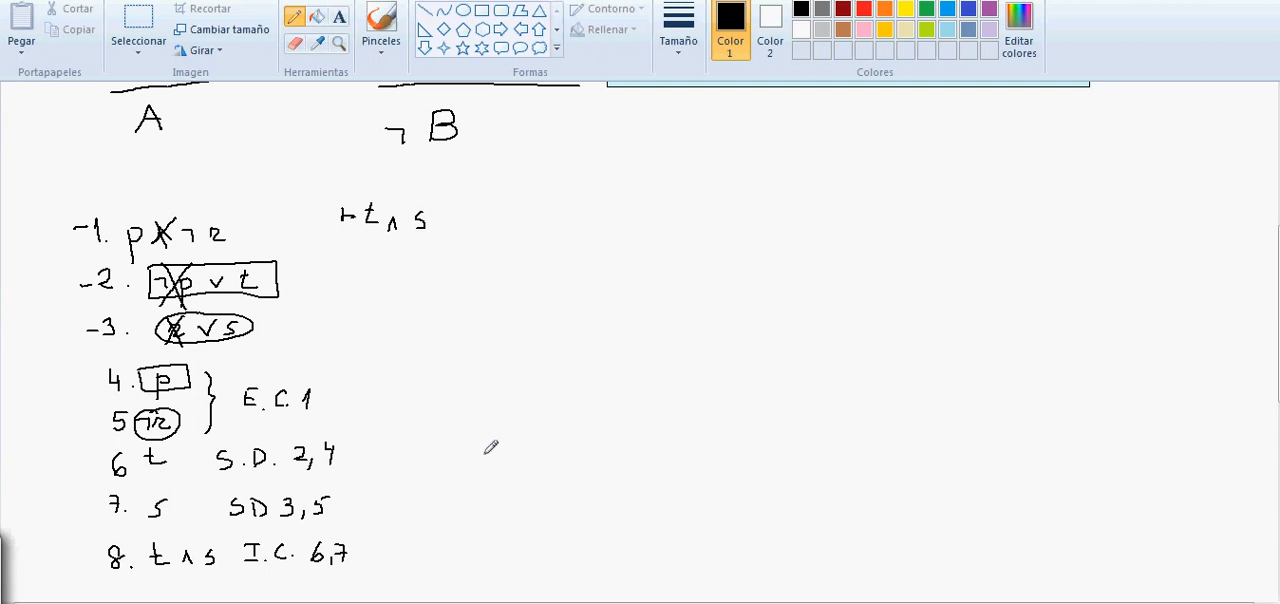 Cortar
Copiar
Pegar
Portapapeles
Seleccionar
Recortar
Cambiar tamaño
Girar
Imagen
A
Herramientas
Pinceles
Contorno
Rellenar
Formas
Tamaño
Color 1
Color 2
Editar colores
Colores
A ¬ B
-1. p ∧ ¬ r ⊢ t ∧ s
-2. ¬ p ∨ t
-3. r ∨ s
4. p
E.C. 1
5 ¬r
6 t S.D. 2,4
7. s SD 3,5
8. t ∧ s I.C. 6,7